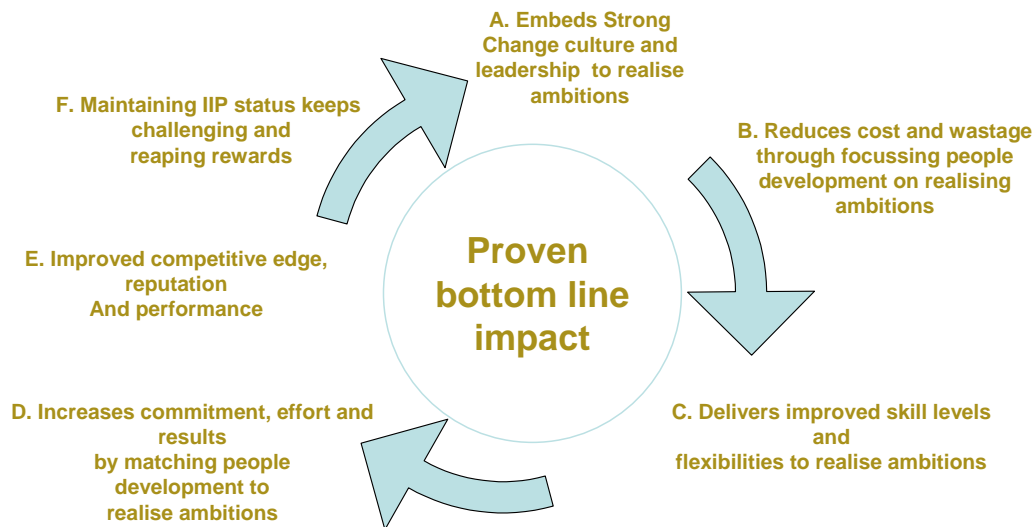 A. Embeds Strong
Change culture and
leadership to realise
ambitions
B. Reduces cost and wastage
through focussing people
development on realising
ambitions
C. Delivers improved skill levels
and
flexibilities to realise ambitions
D. Increases commitment, effort and
results
by matching people
development to
realise ambitions
E. Improved competitive edge,
reputation
And performance
F. Maintaining IIP status keeps
challenging and
reaping rewards
Proven
bottom line
impact